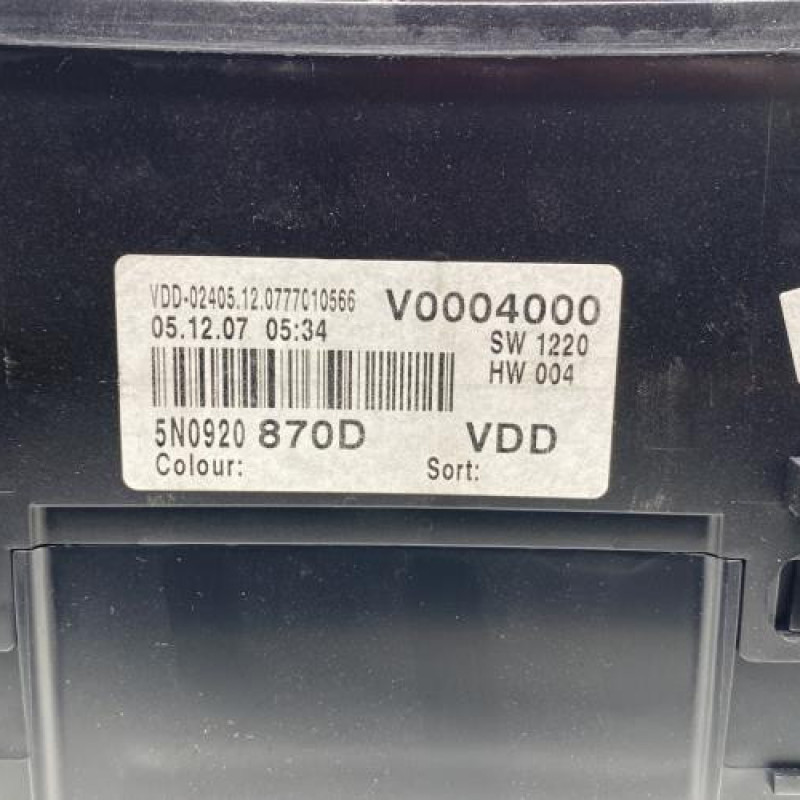 VDD-02405.12.0777010566 V0004000
05.12.07 05:34 SW 1220
HW 004
5N0920 870D VDD
Colour: Sort: